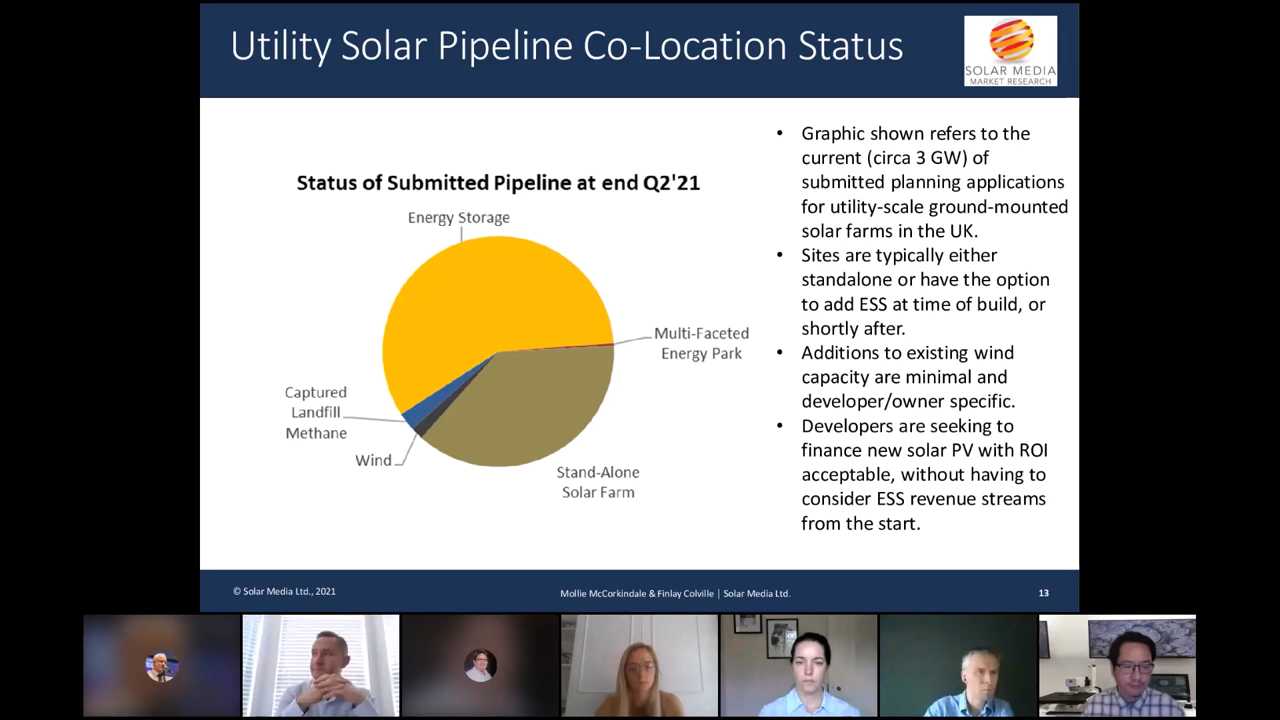 Utility Solar Pipeline Co-Location Status
SOLAR MEDIA
MARKET RESEARCH
Status of Submitted Pipeline at end Q2'21
Energy Storage
Multi-Faceted
Energy Park
Captured
Landfill
Methane
Wind
Stand-Alone
Solar Farm
• Graphic shown refers to the
current (circa 3 GW) of
submitted planning applications
for utility-scale ground-mounted
solar farms in the UK.
• Sites are typically either
standalone or have the option
to add ESS at time of build, or
shortly after.
• Additions to existing wind
capacity are minimal and
developer/owner specific.
• Developers are seeking to
finance new solar PV with ROI
acceptable, without having to
consider ESS revenue streams
from the start.
© Solar Media Ltd., 2021
Mollie McCorkindale & Finlay Colville | Solar Media Ltd.
13